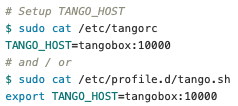 # Setup TANGO_HOST
$ sudo cat /etc/tangorc
TANGO_HOST=tangobox:10000
# and / or
$ sudo cat /etc/profile.d/tango.sh
export TANGO_HOST=tangobox:10000